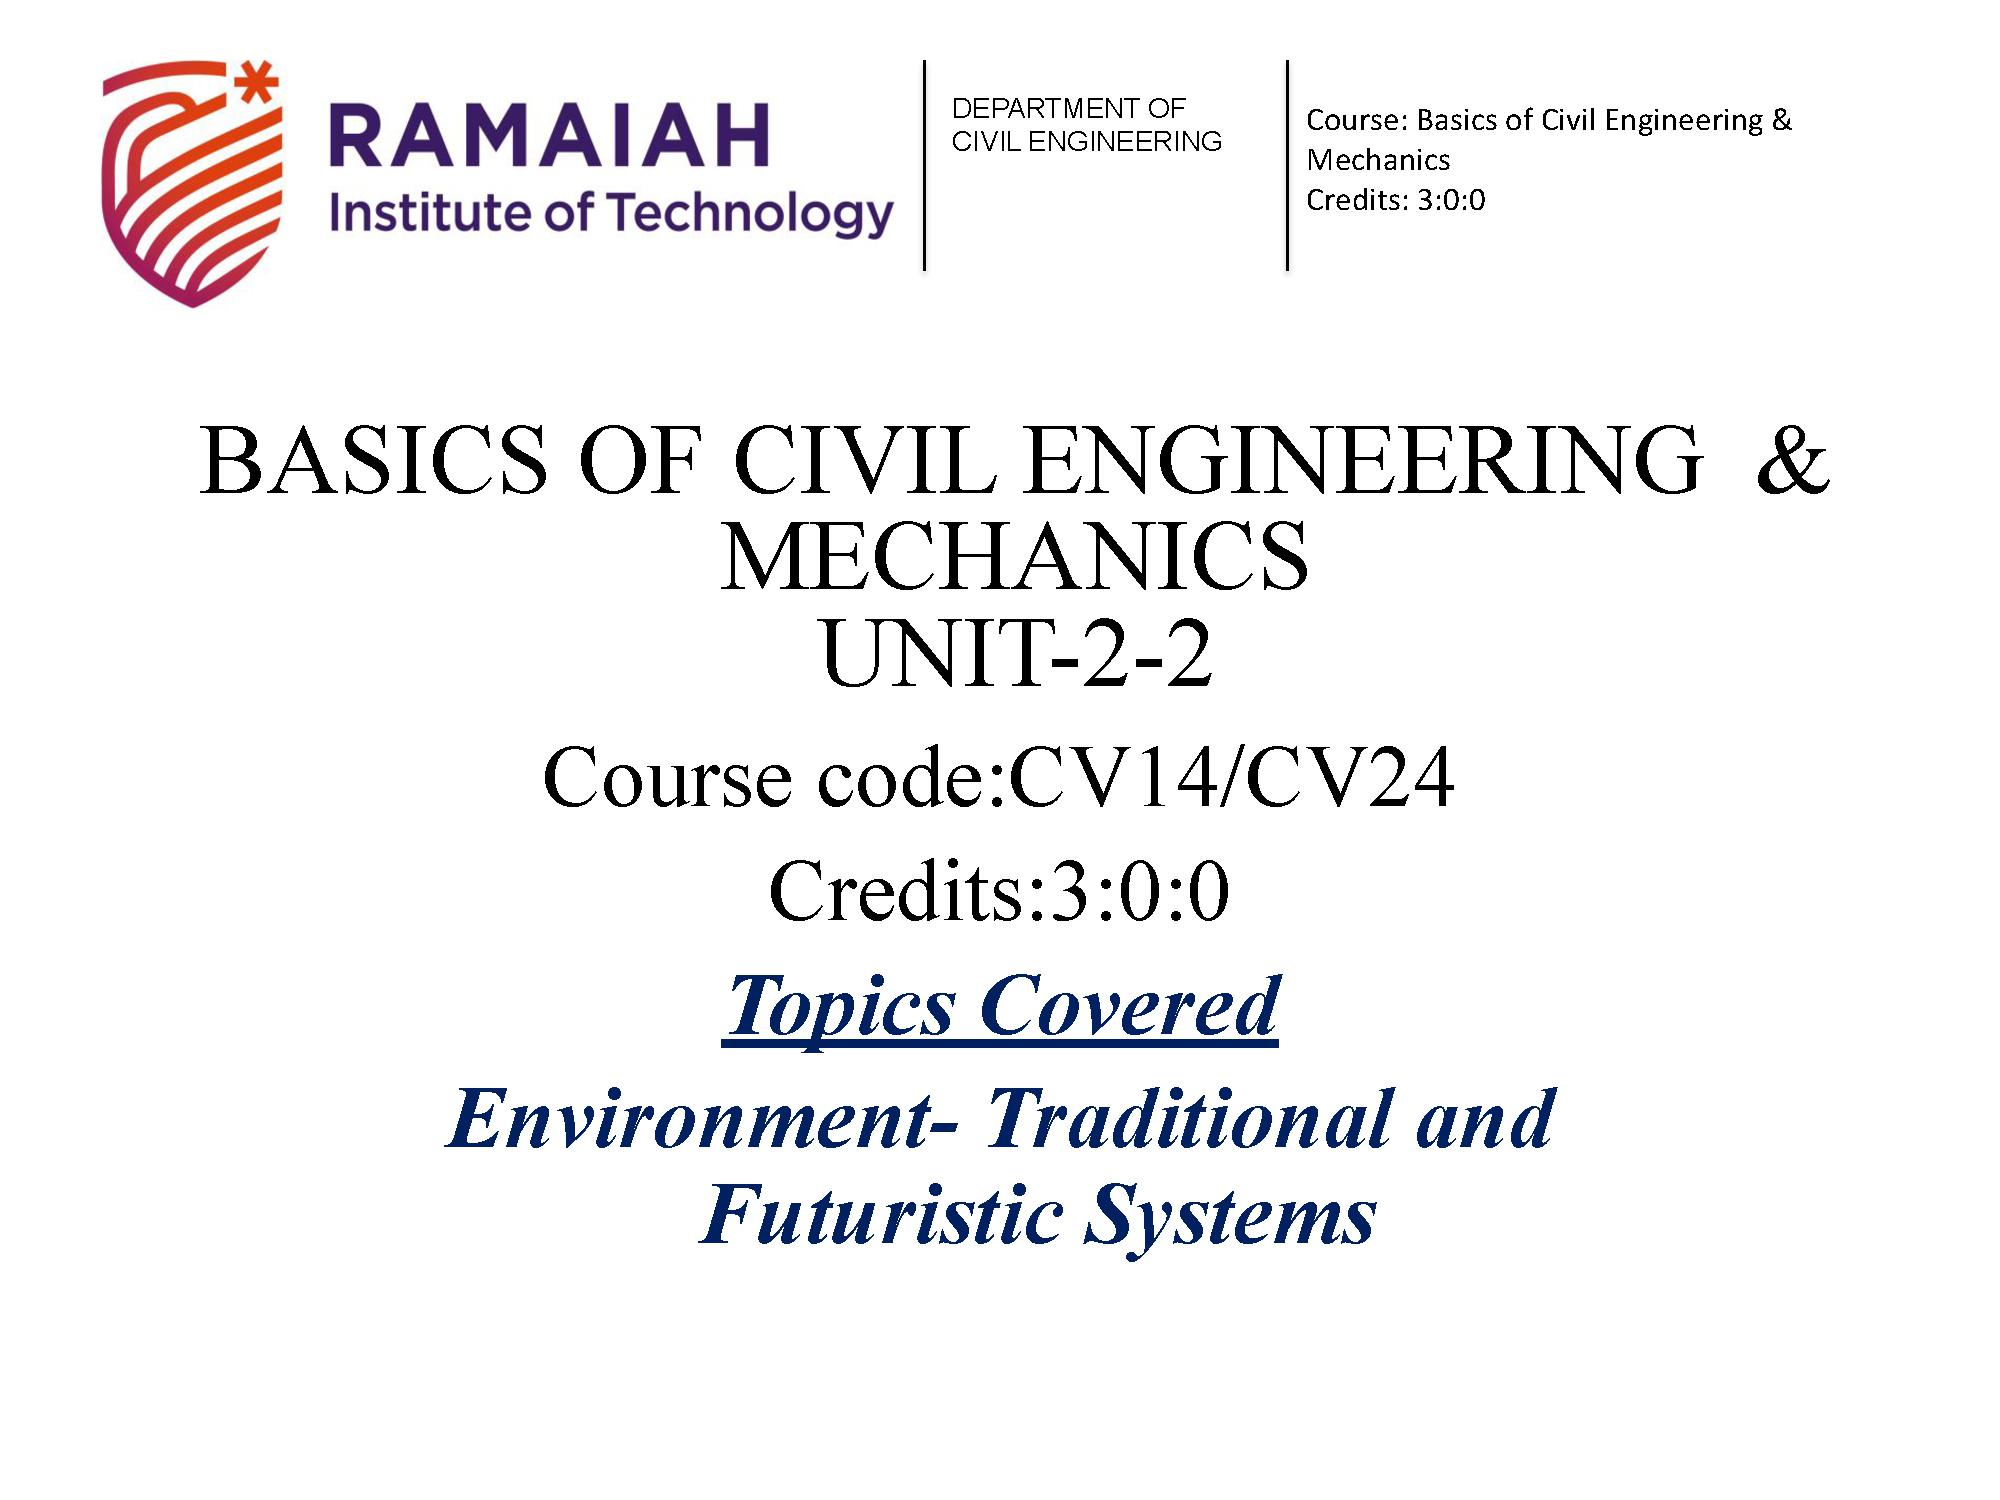 RAMAIAH
Institute of Technology
DEPARTMENT OF
CIVIL ENGINEERING
Course: Basics of Civil Engineering &
Mechanics
Credits: 3:0:0
BASICS OF CIVIL ENGINEERING &
MECHANICS
UNIT-2-2
Course code:CV14/CV24
Credits:3:0:0
Topics Covered
Environment- Traditional and
Futuristic Systems